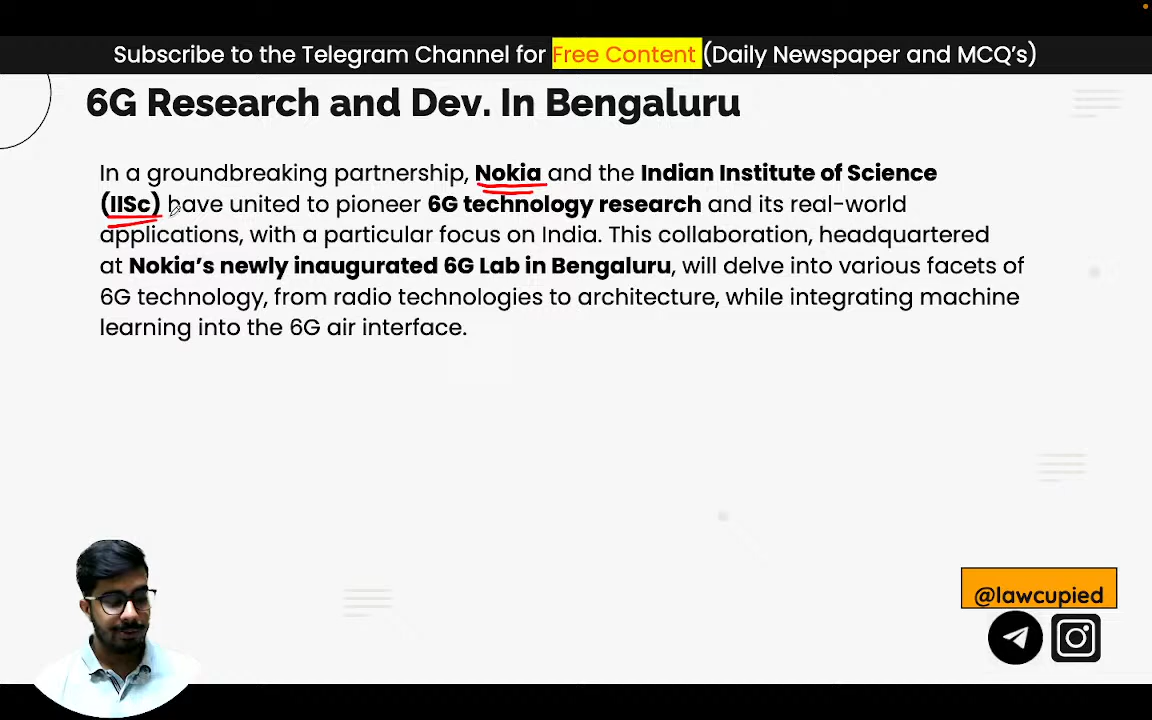 Subscribe to the Telegram Channel for Free Content (Daily Newspaper and MCQ’s)
6G Research and Dev. In Bengaluru
In a groundbreaking partnership, Nokia and the Indian Institute of Science
(IISc) have united to pioneer 6G technology research and its real-world
applications, with a particular focus on India. This collaboration, headquartered
at Nokia’s newly inaugurated 6G Lab in Bengaluru, will delve into various facets of
6G technology, from radio technologies to architecture, while integrating machine
learning into the 6G air interface.
@lawcupied